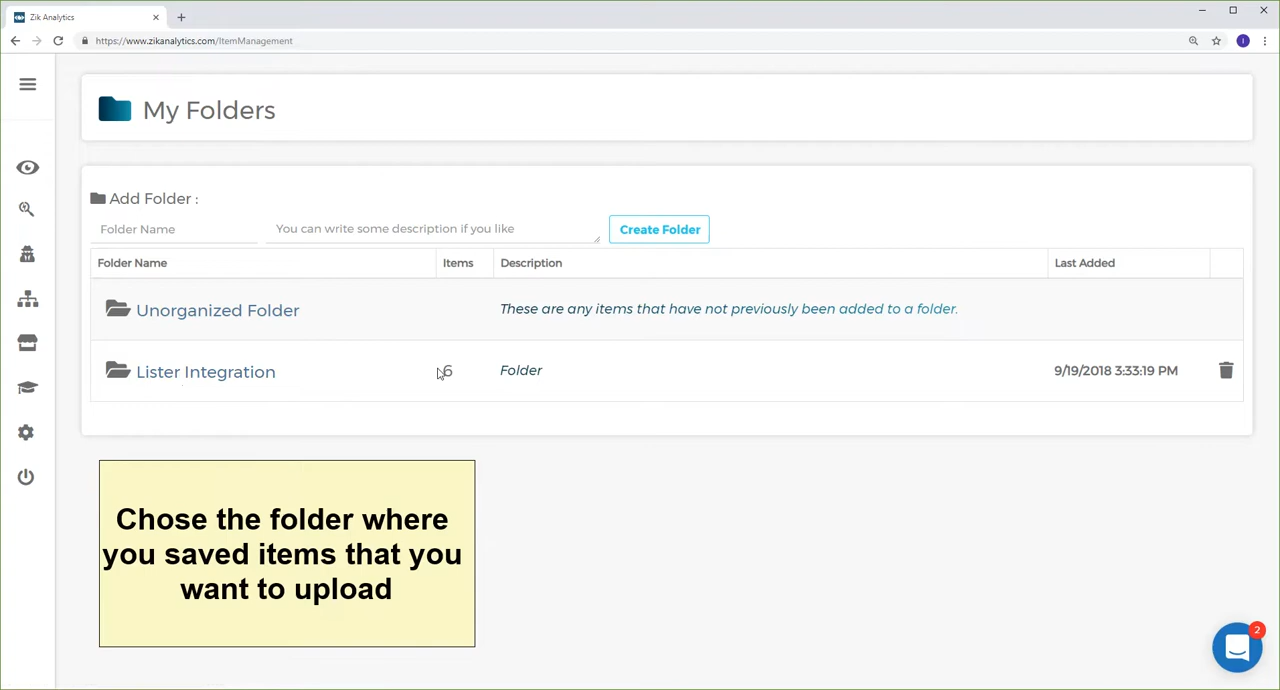 Zik Analytics
https://www.zikanalytics.com/ItemManagement
My Folders
Add Folder :
Folder Name You can write some description if you like Create Folder
Folder Name Items Description Last Added
Unorganized Folder These are any items that have not previously been added to a folder.
Lister Integration 6 Folder 9/19/2018 3:33:19 PM
Chose the folder where
you saved items that you
want to upload
2